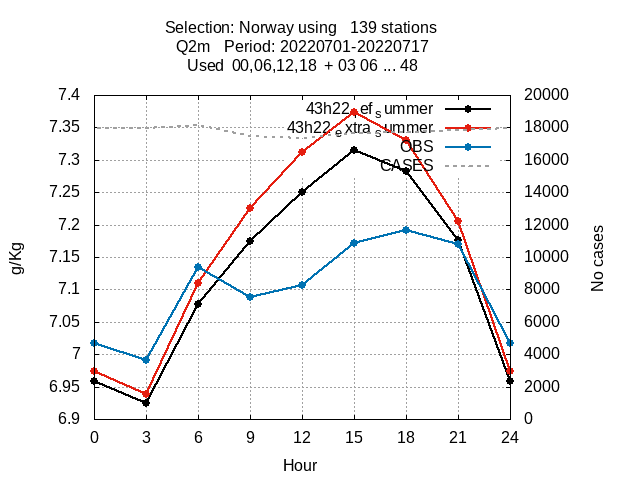 Selection: Norway using 139 stations
Q2m Period: 20220701-20220717
Used 00,06,12,18 + 03 06 ... 48
7.4
7.35
7.3
7.25
7.2
7.15
7.1
7.05
7
6.95
6.9
g/Kg
20000
18000
16000
14000
12000
10000
8000
6000
4000
2000
0
No cases
43h22_ref_summer
43h22_extra_summer
OBS
CASES
0 3 6 9 12 15 18 21 24
Hour